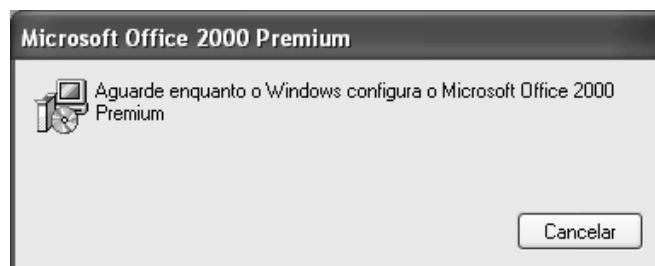 Microsoft Office 2000 Premium
Aguarde enquanto o Windows configura o Microsoft Office 2000
Premium
Cancelar